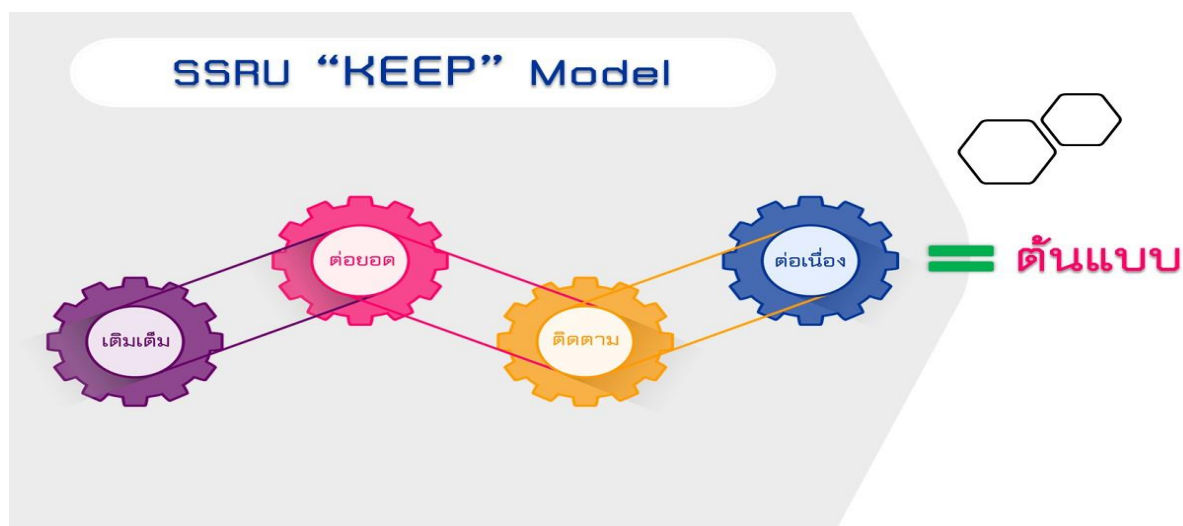 SSRU “KEEP” Model
เติมเต็ม
ต่อยอด
ติดตาม
ต่อเนื่อง
= ต้นแบบ